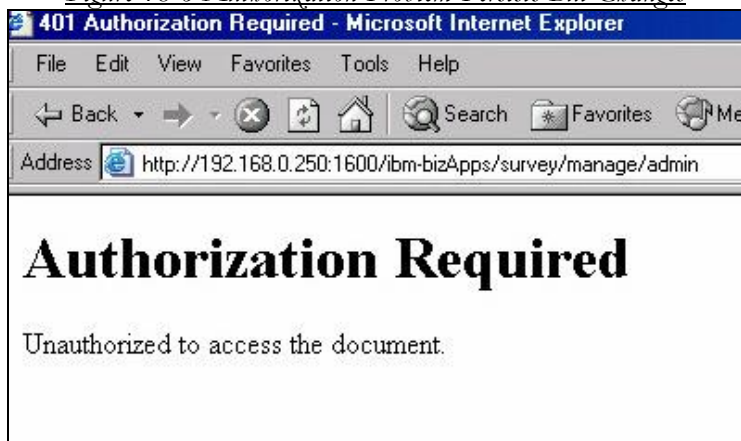 401 Authorization Required - Microsoft Internet Explorer
File Edit View Favorites Tools Help
Back Search Favorites Me
Address http://192.168.0.250:1600/ibm-bizApps/survey/manage/admin
Authorization Required
Unauthorized to access the document.